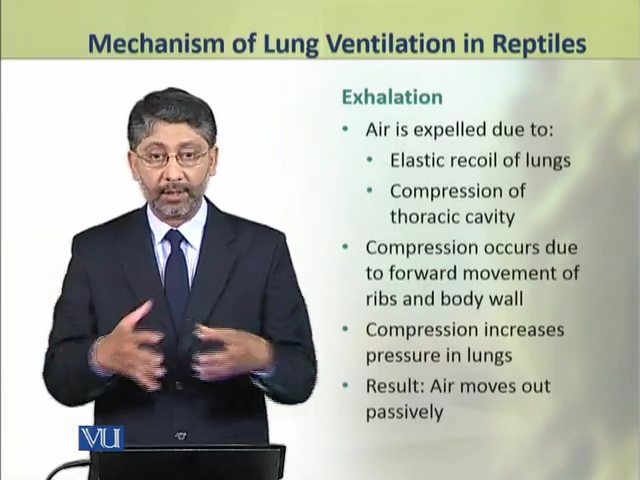 Mechanism of Lung Ventilation in Reptiles
Exhalation
• Air is expelled due to:
• Elastic recoil of lungs
• Compression of
thoracic cavity
• Compression occurs due
to forward movement of
ribs and body wall
• Compression increases
pressure in lungs
• Result: Air moves out
passively
VU